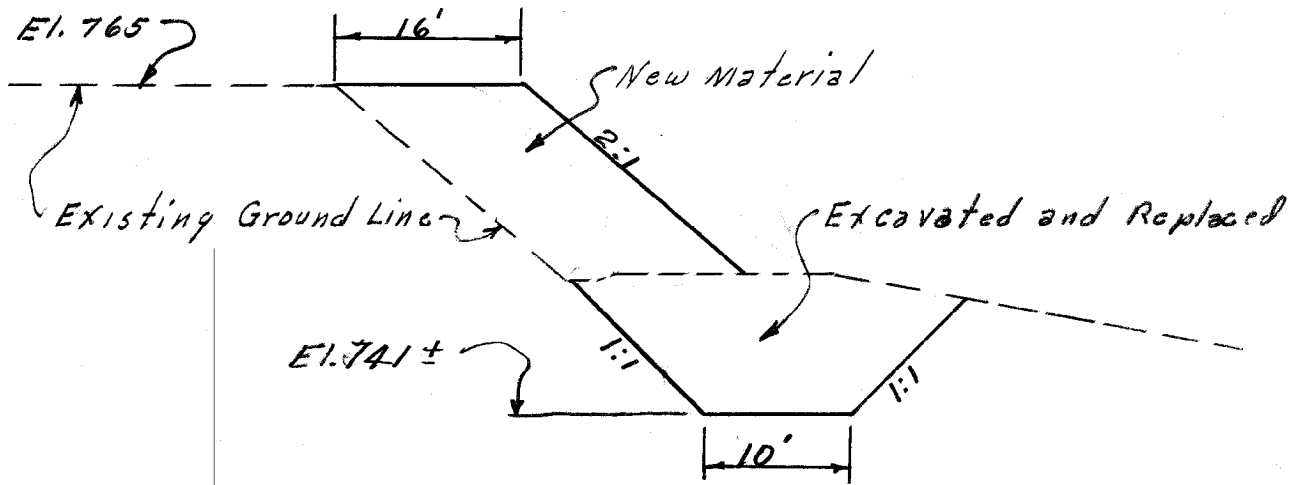 El. 765
16'
New Material
2:1
Existing Ground Line
Excavated and Replaced
El. 741 ±
1:1
1:1
10'